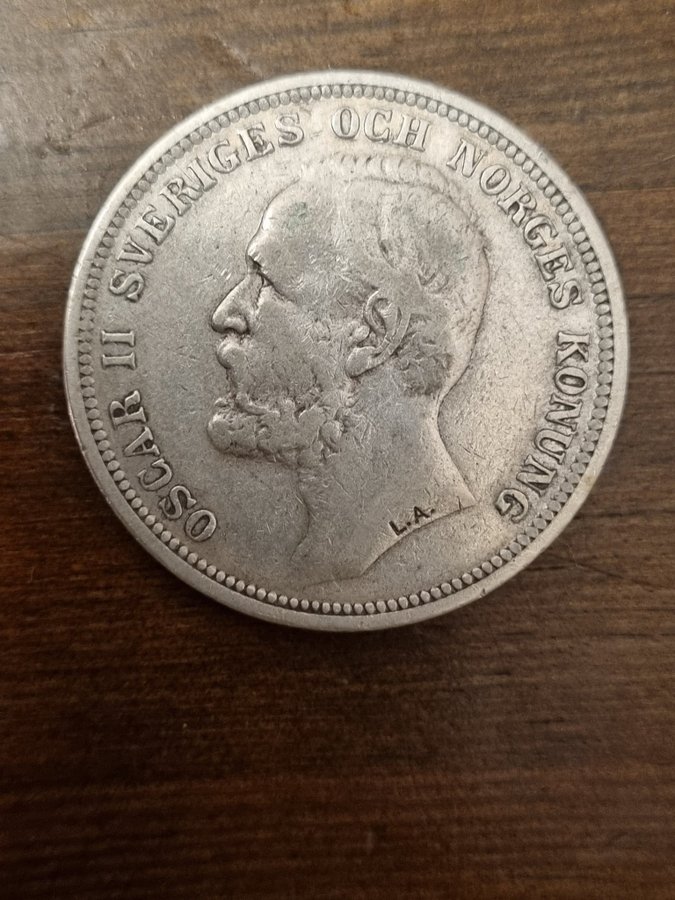 OSCAR II SVERIGES OCH NORGES KONUNG
L.A.